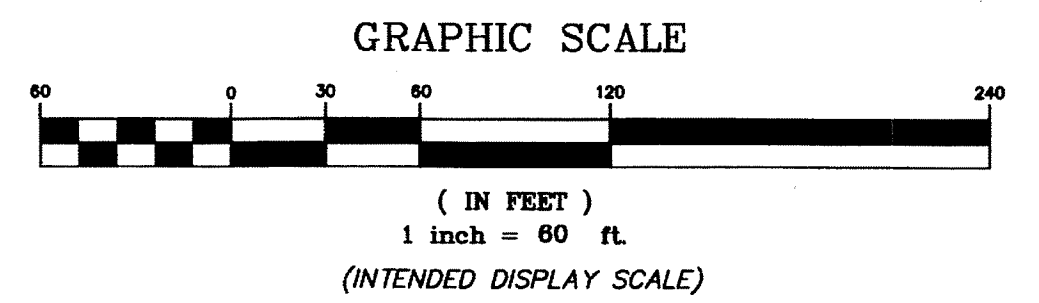 GRAPHIC SCALE
60 0 30 60 120 240
( IN FEET )
1 inch = 60 ft.
(INTENDED DISPLAY SCALE)